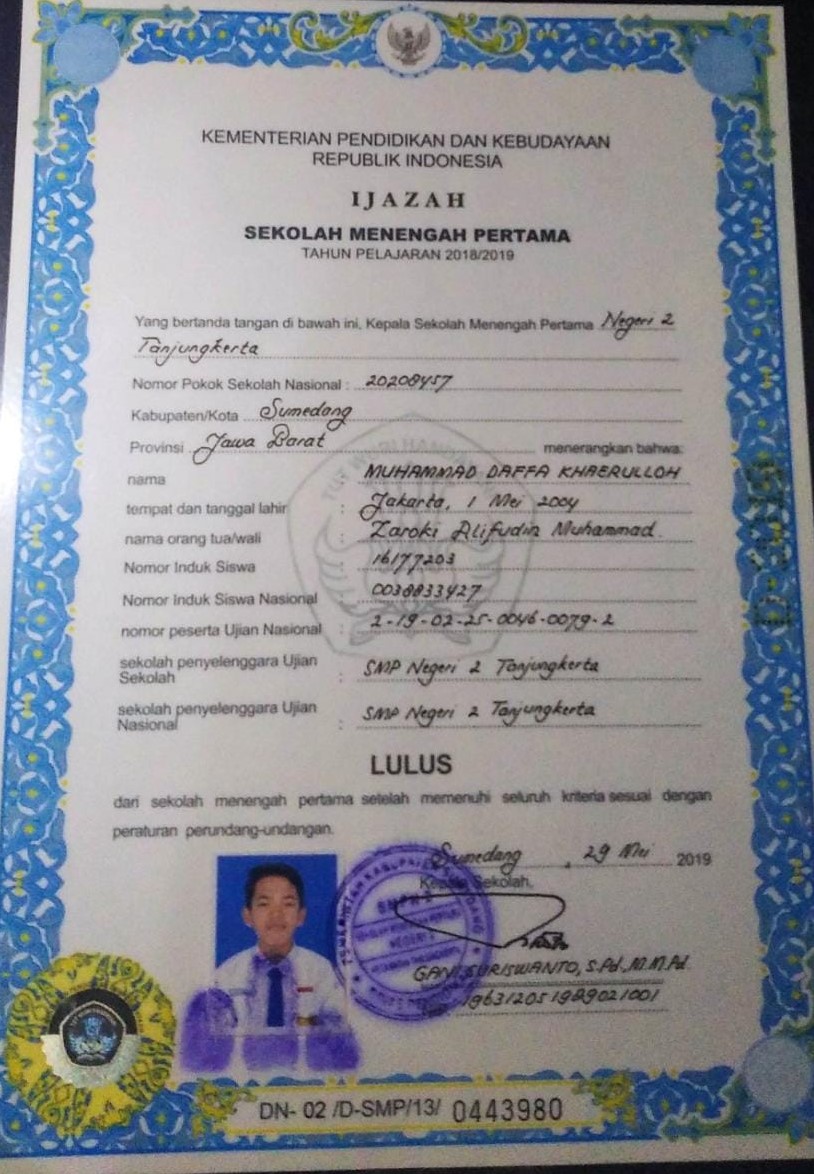 KEMENTERIAN PENDIDIKAN DAN KEBUDAYAAN
REPUBLIK INDONESIA
IJAZAH
SEKOLAH MENENGAH PERTAMA
TAHUN PELAJARAN 2018/2019
Yang bertanda tangan di bawah ini, Kepala Sekolah Menengah Pertama Negeri 2
Tanjungkerta
Nomor Pokok Sekolah Nasional : 20208457
Kabupaten/Kota Sumedang
Provinsi Jawa Barat menerangkan bahwa:
nama MUHAMMAD DAFFA KHAERULLOH
tempat dan tanggal lahir : Jakarta, 1 Mei 2004
nama orang tua/wali : Zaroki Alifudin Muhammad
Nomor Induk Siswa : 16177203
Nomor Induk Siswa Nasional : 0038833427
nomor peserta Ujian Nasional : 2-19-02-25-0046-0079-2
sekolah penyelenggara Ujian
Sekolah : SMP Negeri 2 Tanjungkerta
sekolah penyelenggara Ujian
Nasional : SMP Negeri 2 Tanjungkerta
LULUS
dari sekolah menengah pertama setelah memenuhi seluruh kriteria sesuai dengan
peraturan perundang-undangan.
Sumedang, 29 Mei 2019
Kepala Sekolah,
GANI SURISWANTO, S.Pd., M.M.Pd.
196312051989021001
DN- 02 /D-SMP/13/ 0443980